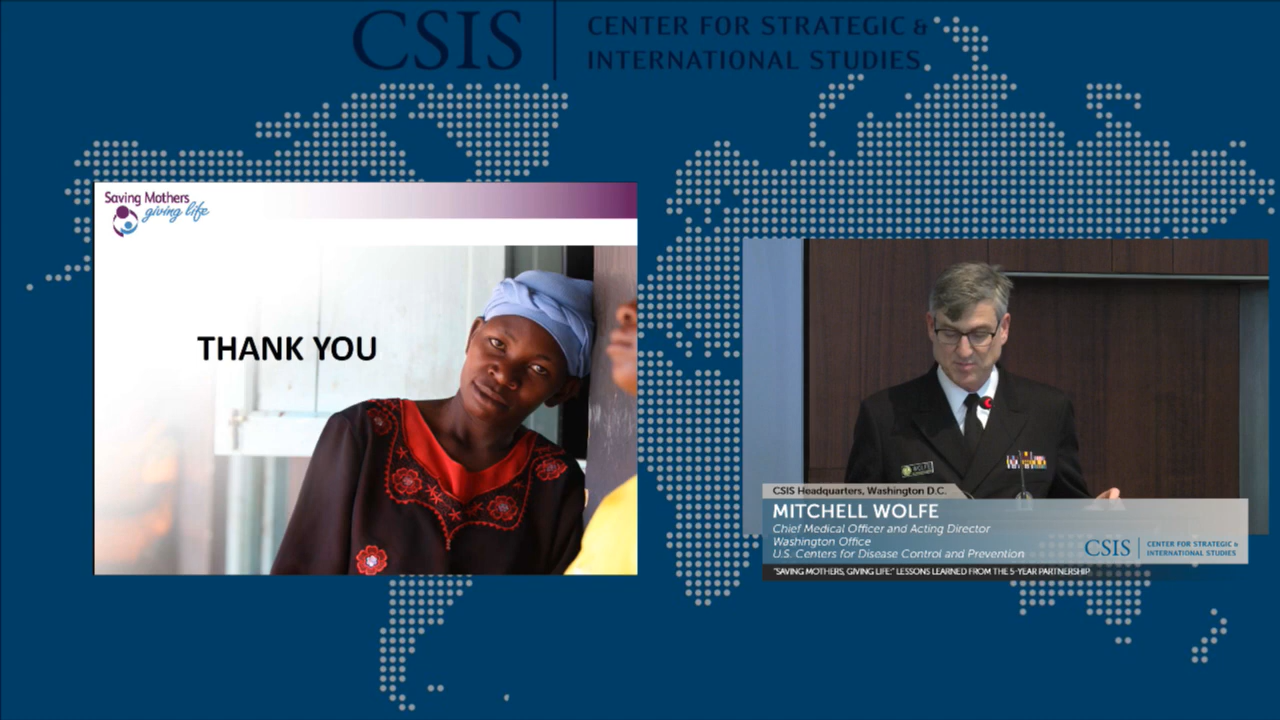 CSIS
CENTER FOR STRATEGIC &
INTERNATIONAL STUDIES
Saving Mothers
giving life
THANK YOU
WOLFE
CSIS Headquarters, Washington D.C.
MITCHELL WOLFE
Chief Medical Officer and Acting Director
Washington Office
U.S. Centers for Disease Control and Prevention
CSIS
CENTER FOR STRATEGIC &
INTERNATIONAL STUDIES
"SAVING MOTHERS, GIVING LIFE:" LESSONS LEARNED FROM THE 5-YEAR PARTNERSHIP